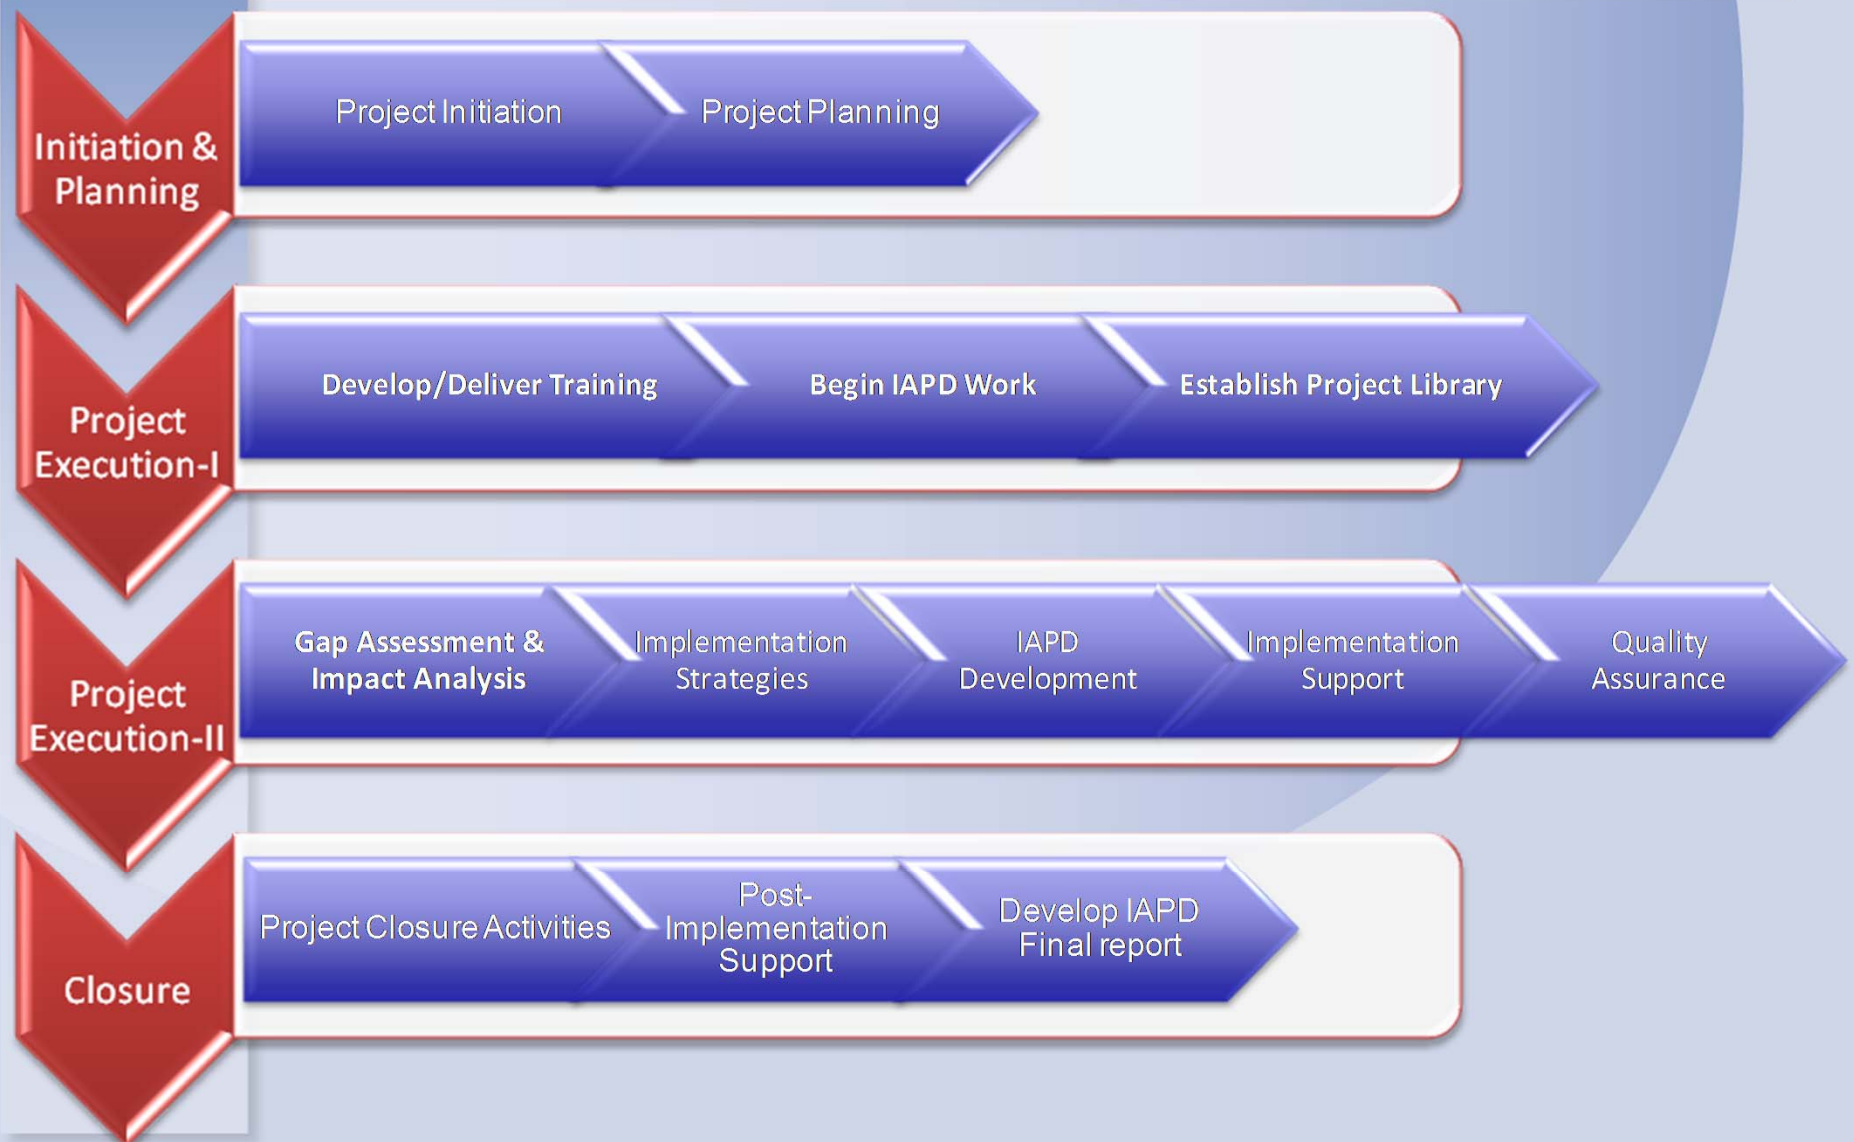 Initiation &
Planning
Project Initiation
Project Planning
Project
Execution-I
Develop/Deliver Training
Begin IAPD Work
Establish Project Library
Project
Execution-II
Gap Assessment &
Impact Analysis
Implementation
Strategies
IAPD
Development
Implementation
Support
Quality
Assurance
Closure
Project Closure Activities
Post-
Implementation
Support
Develop IAPD
Final report